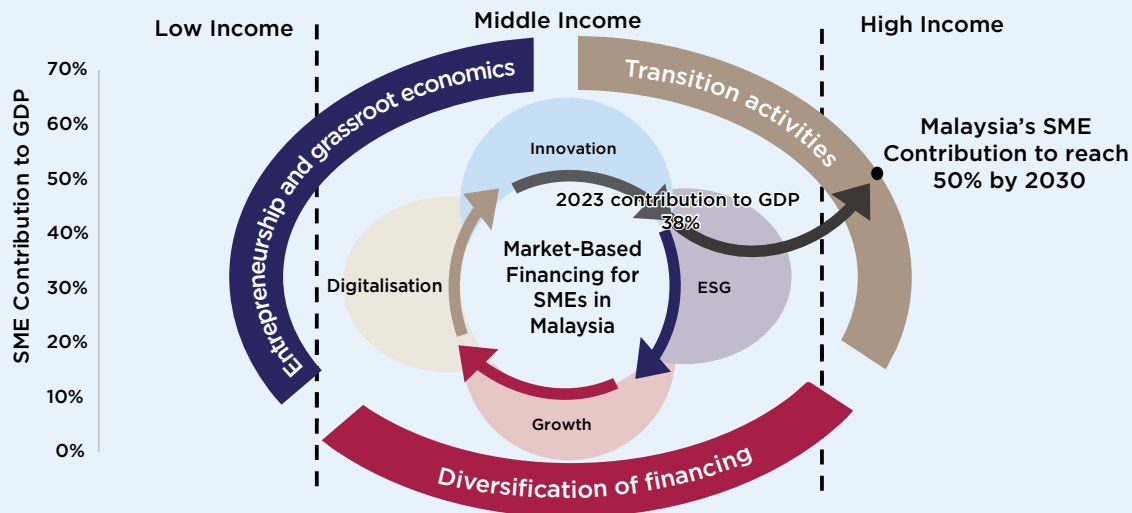 Low Income
Middle Income
High Income
SME Contribution to GDP
70%
60%
50%
40%
30%
20%
10%
0%
Entrepreneurship and grassroot economics
Transition activities
Malaysia's SME
Contribution to reach
50% by 2030
Innovation
2023 contribution to GDP
38%
Digitalisation
Market-Based
Financing for
SMEs in
Malaysia
ESG
Growth
Diversification of financing